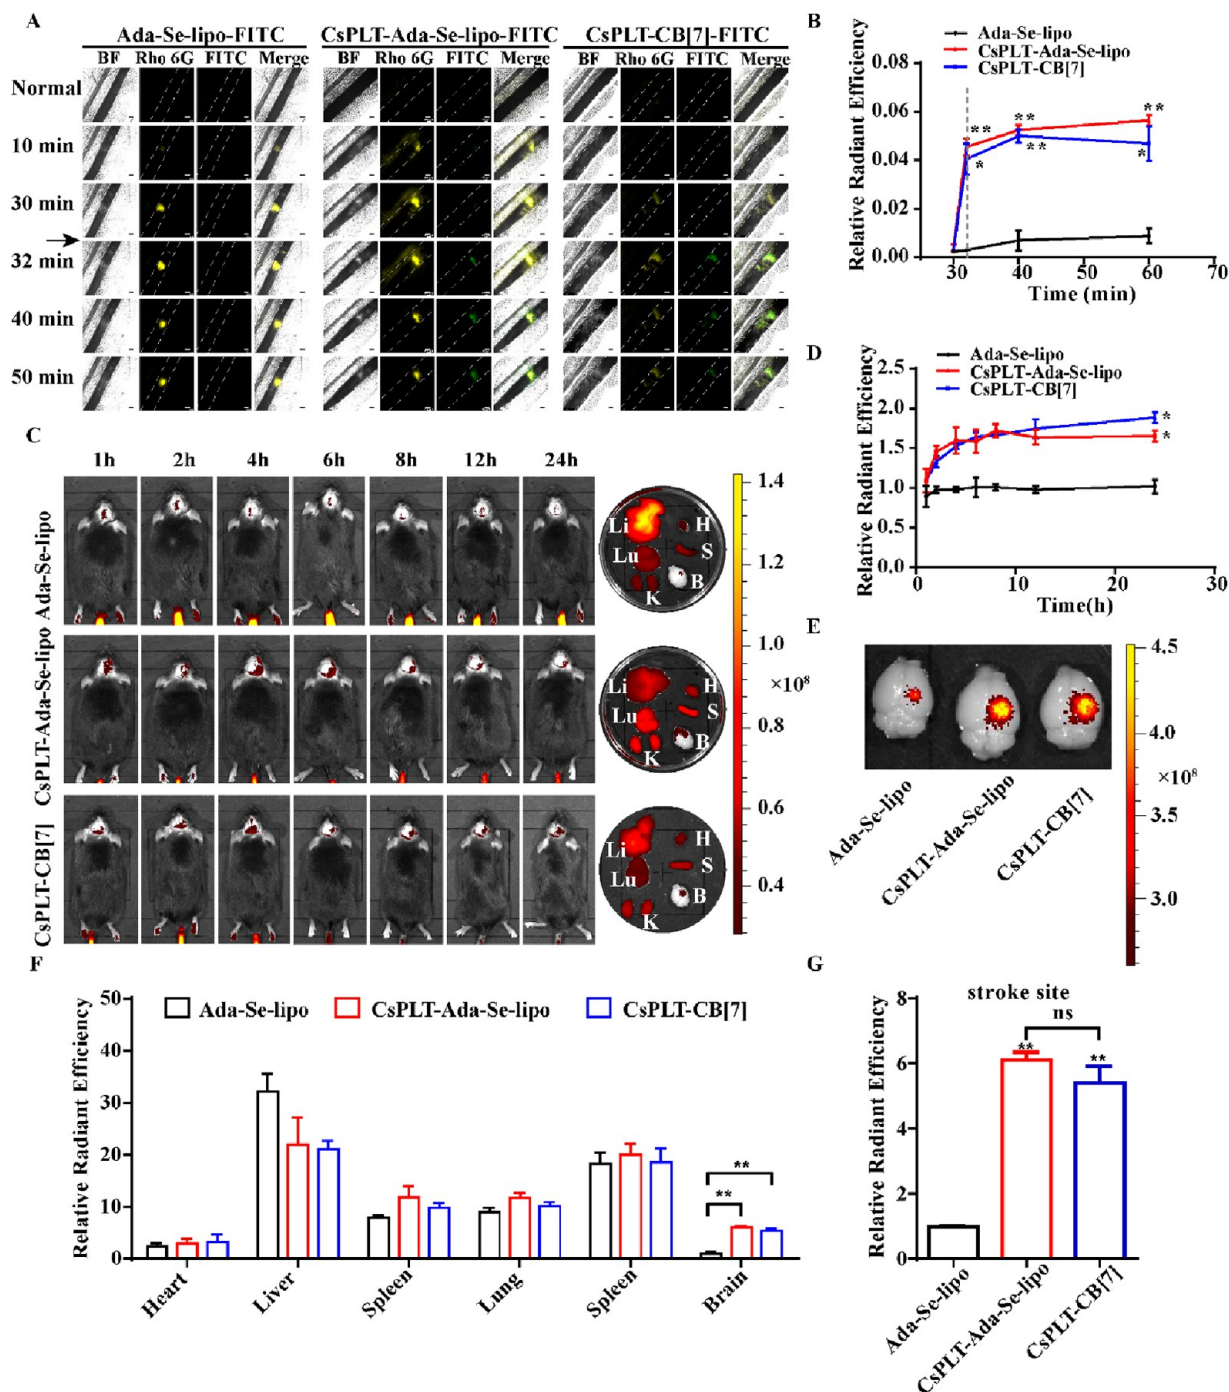 A
Ada-Se-lipo-FITC CsPLT-Ada-Se-lipo-FITC CsPLT-CB[7]-FITC
BF Rho 6G FITC Merge BF Rho 6G FITC Merge BF Rho 6G FITC Merge
Normal
10 min
30 min
32 min
40 min
50 min
B
Ada-Se-lipo
CsPLT-Ada-Se-lipo
CsPLT-CB[7]
Relative Radiant Efficiency
0.08
0.06
0.04
0.02
0.00
** ** **
* ** *
30 40 50 60 70
Time (min)
D
Ada-Se-lipo
CsPLT-Ada-Se-lipo
CsPLT-CB[7]
Relative Radiant Efficiency
2.5
2.0
1.5
1.0
0.5
0.0
*
*
0 10 20 30
Time(h)
C
1h 2h 4h 6h 8h 12h 24h
Ada-Se-lipo
Li H
Lu S
B
K
CsPLT-Ada-Se-lipo
Li H
Lu S
B
K
CsPLT-CB[7]
Li H
Lu S
B
K
1.4
1.2
1.0
×10⁸
0.8
0.6
0.4
E
Ada-Se-lipo
CsPLT-Ada-Se-lipo
CsPLT-CB[7]
4.5
4.0
×10⁸
3.5
3.0
F
Ada-Se-lipo CsPLT-Ada-Se-lipo CsPLT-CB[7]
Relative Radiant Efficiency
50
40
30
20
10
0
**
**
Heart Liver Spleen Lung Spleen Brain
G
stroke site
ns
** **
Relative Radiant Efficiency
8
6
4
2
0
Ada-Se-lipo
CsPLT-Ada-Se-lipo
CsPLT-CB[7]